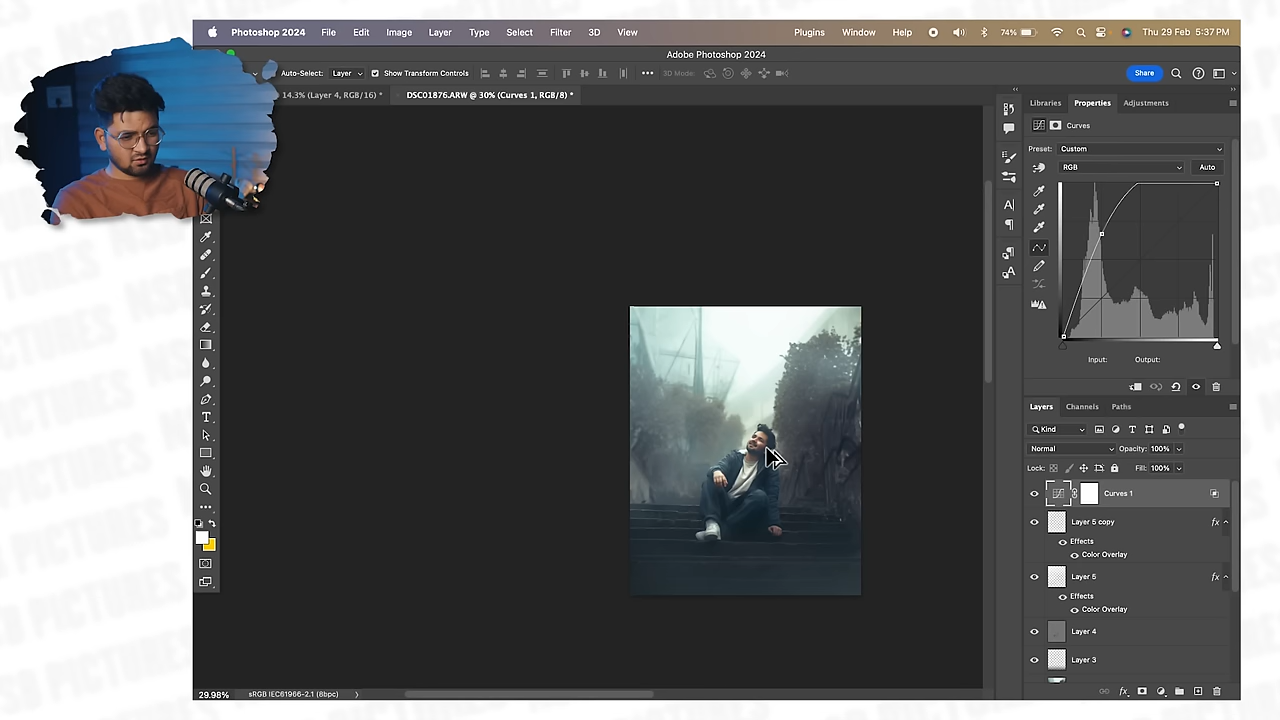 Photoshop 2024 File Edit Image Layer Type Select Filter 3D View Plugins Window Help 74% Thu 29 Feb 5:37 PM
Adobe Photoshop 2024
Auto-Select: Layer Show Transform Controls 3D Mode: Share
14.3% (Layer 4, RGB/16) * DSC01876.ARW @ 30% (Curves 1, RGB/8) *
Libraries Properties Adjustments
Curves
Preset: Custom
RGB Auto
Input: Output:
Layers Channels Paths
Kind
Normal Opacity: 100%
Lock: Fill: 100%
Curves 1
Layer 5 copy fx
Effects
Color Overlay
Layer 5 fx
Effects
Color Overlay
Layer 4
Layer 3
29.98% sRGB IEC61966-2.1 (8bpc)